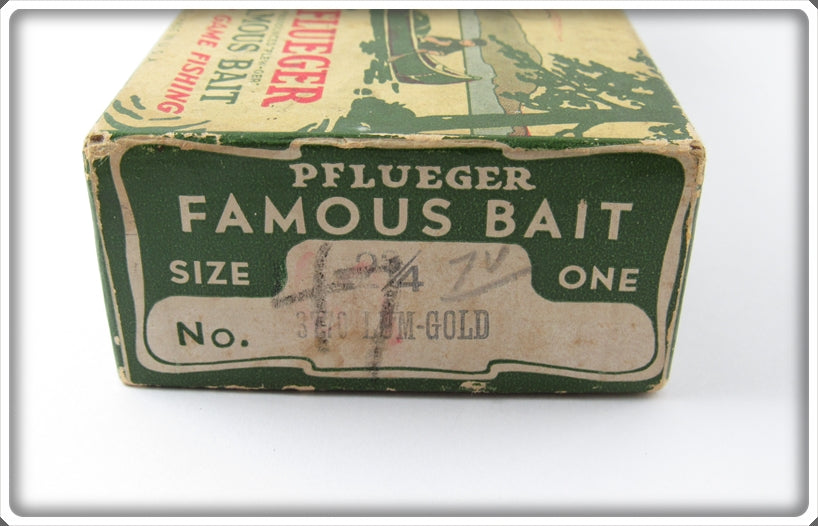 PFLUEGER
FAMOUS BAIT
GAME FISHING
PFLUEGER
FAMOUS BAIT
SIZE ONE
No. LUM-GOLD